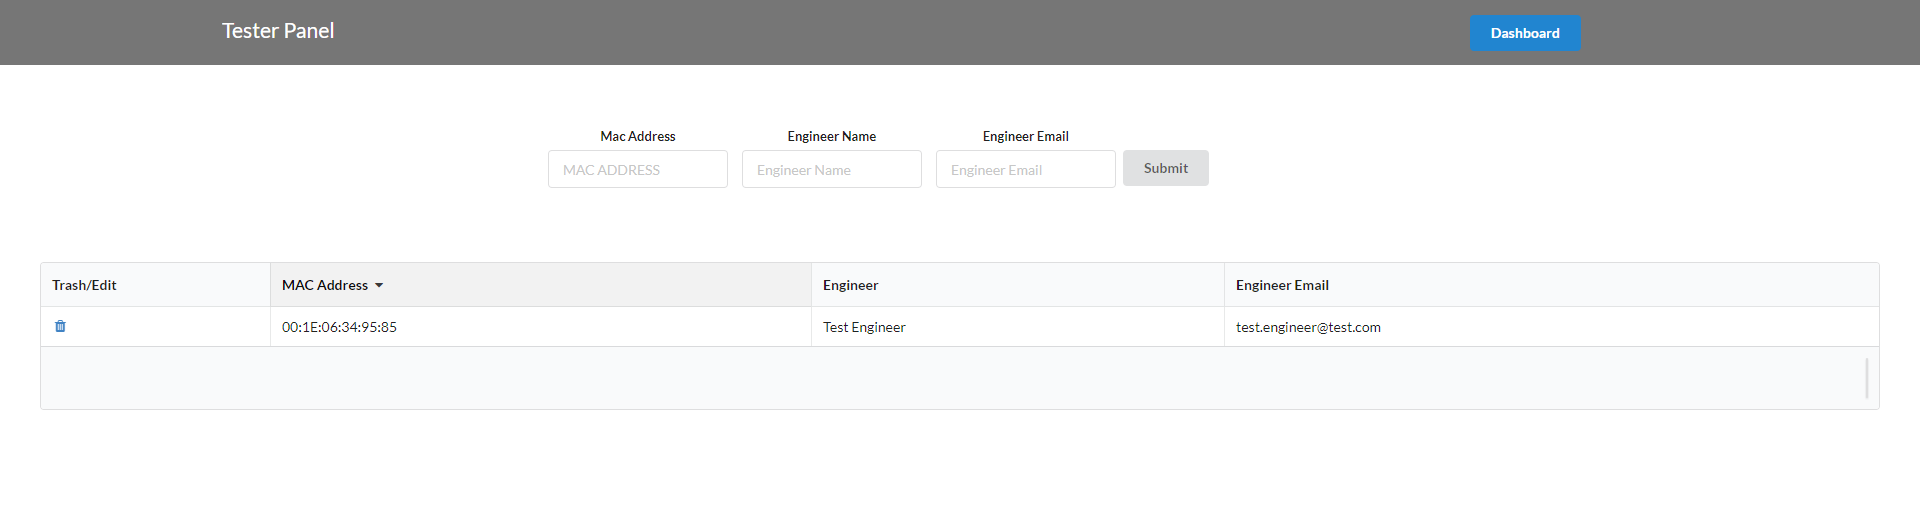 Tester Panel
Dashboard
Mac Address Engineer Name Engineer Email
MAC ADDRESS Engineer Name Engineer Email Submit
Trash/Edit MAC Address Engineer Engineer Email
00:1E:06:34:95:85 Test Engineer test.engineer@test.com